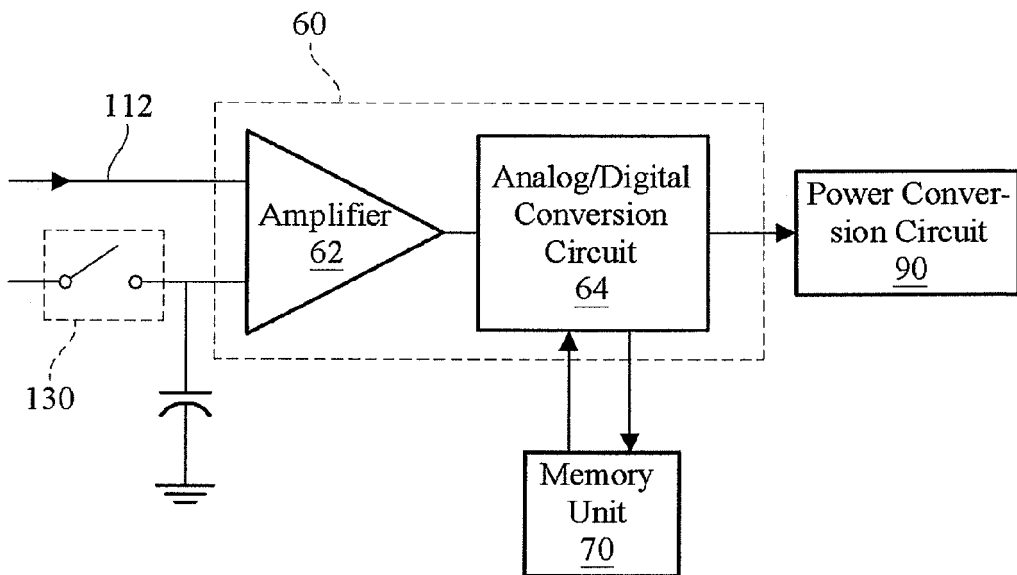 60
112
Amplifier
62
Analog/Digital
Conversion
Circuit
64
Power Conver-
sion Circuit
90
130
Memory
Unit
70